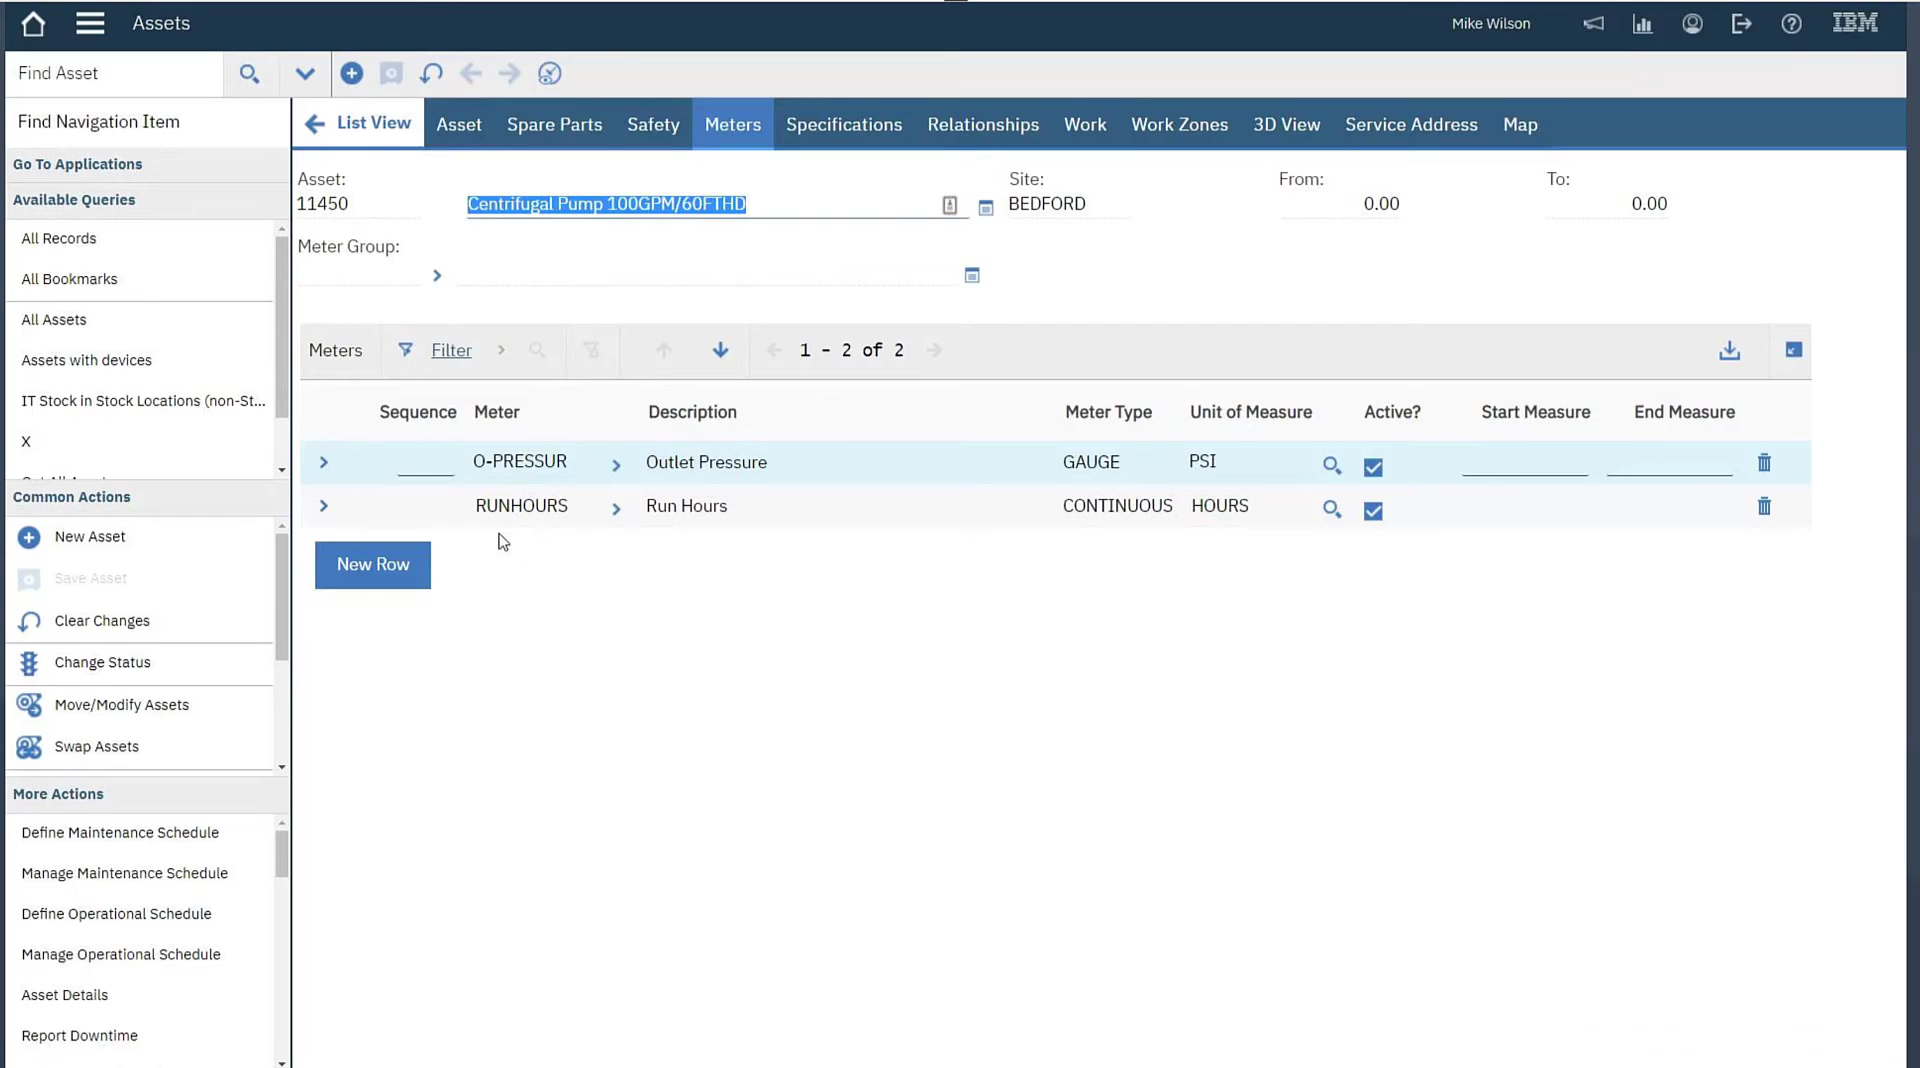 Assets
Mike Wilson
IBM
Find Asset
Find Navigation Item
Go To Applications
Available Queries
All Records
All Bookmarks
All Assets
Assets with devices
IT Stock in Stock Locations (non-St...
X
Common Actions
New Asset
Save Asset
Clear Changes
Change Status
Move/Modify Assets
Swap Assets
More Actions
Define Maintenance Schedule
Manage Maintenance Schedule
Define Operational Schedule
Manage Operational Schedule
Asset Details
Report Downtime
List View Asset Spare Parts Safety Meters Specifications Relationships Work Work Zones 3D View Service Address Map
Asset: Site: From: To:
11450 Centrifugal Pump 100GPM/60FTHD BEDFORD 0.00 0.00
Meter Group:
Meters Filter 1 - 2 of 2
Sequence Meter Description Meter Type Unit of Measure Active? Start Measure End Measure
O-PRESSUR Outlet Pressure GAUGE PSI
RUNHOURS Run Hours CONTINUOUS HOURS
New Row